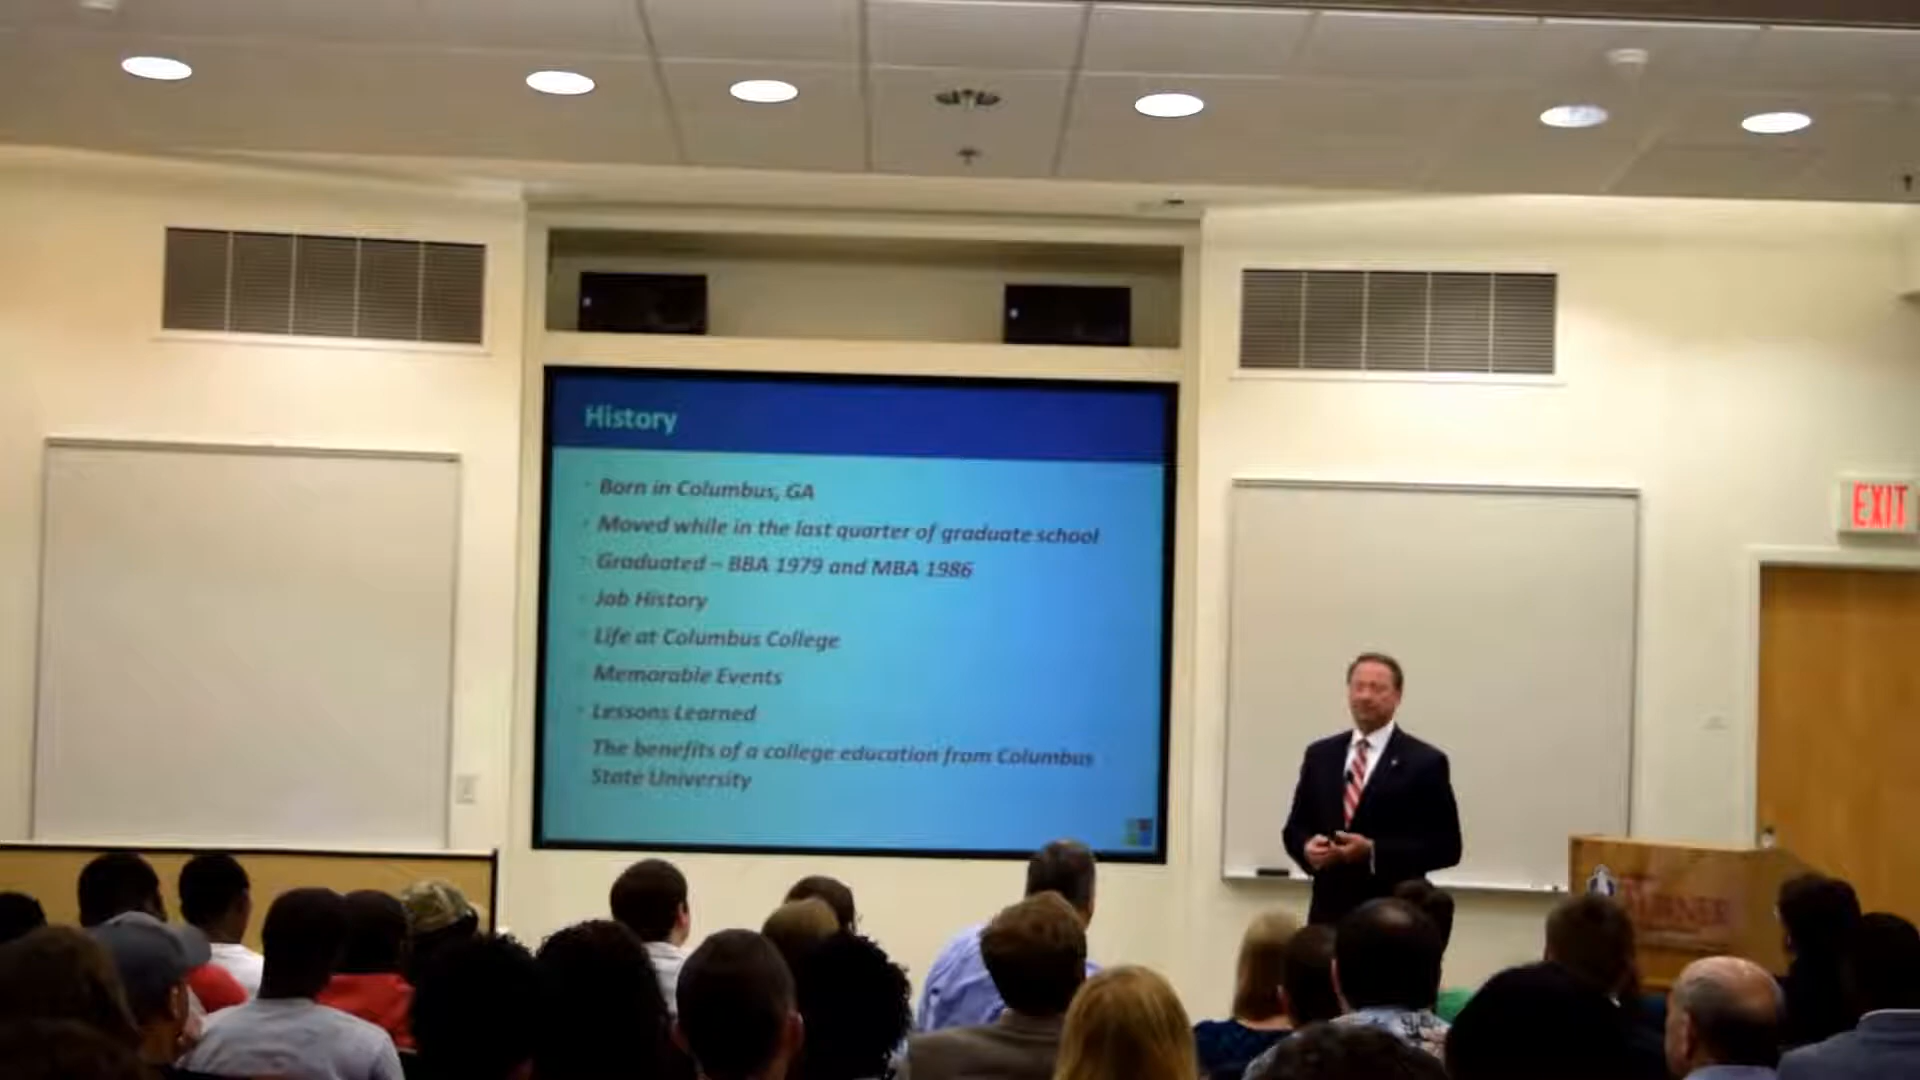 History
Born in Columbus, GA
Moved while in the last quarter of graduate school
Graduated – BBA 1979 and MBA 1986
Job History
Life at Columbus College
Memorable Events
Lessons Learned
The benefits of a college education from Columbus
State University
EXIT
TURNER